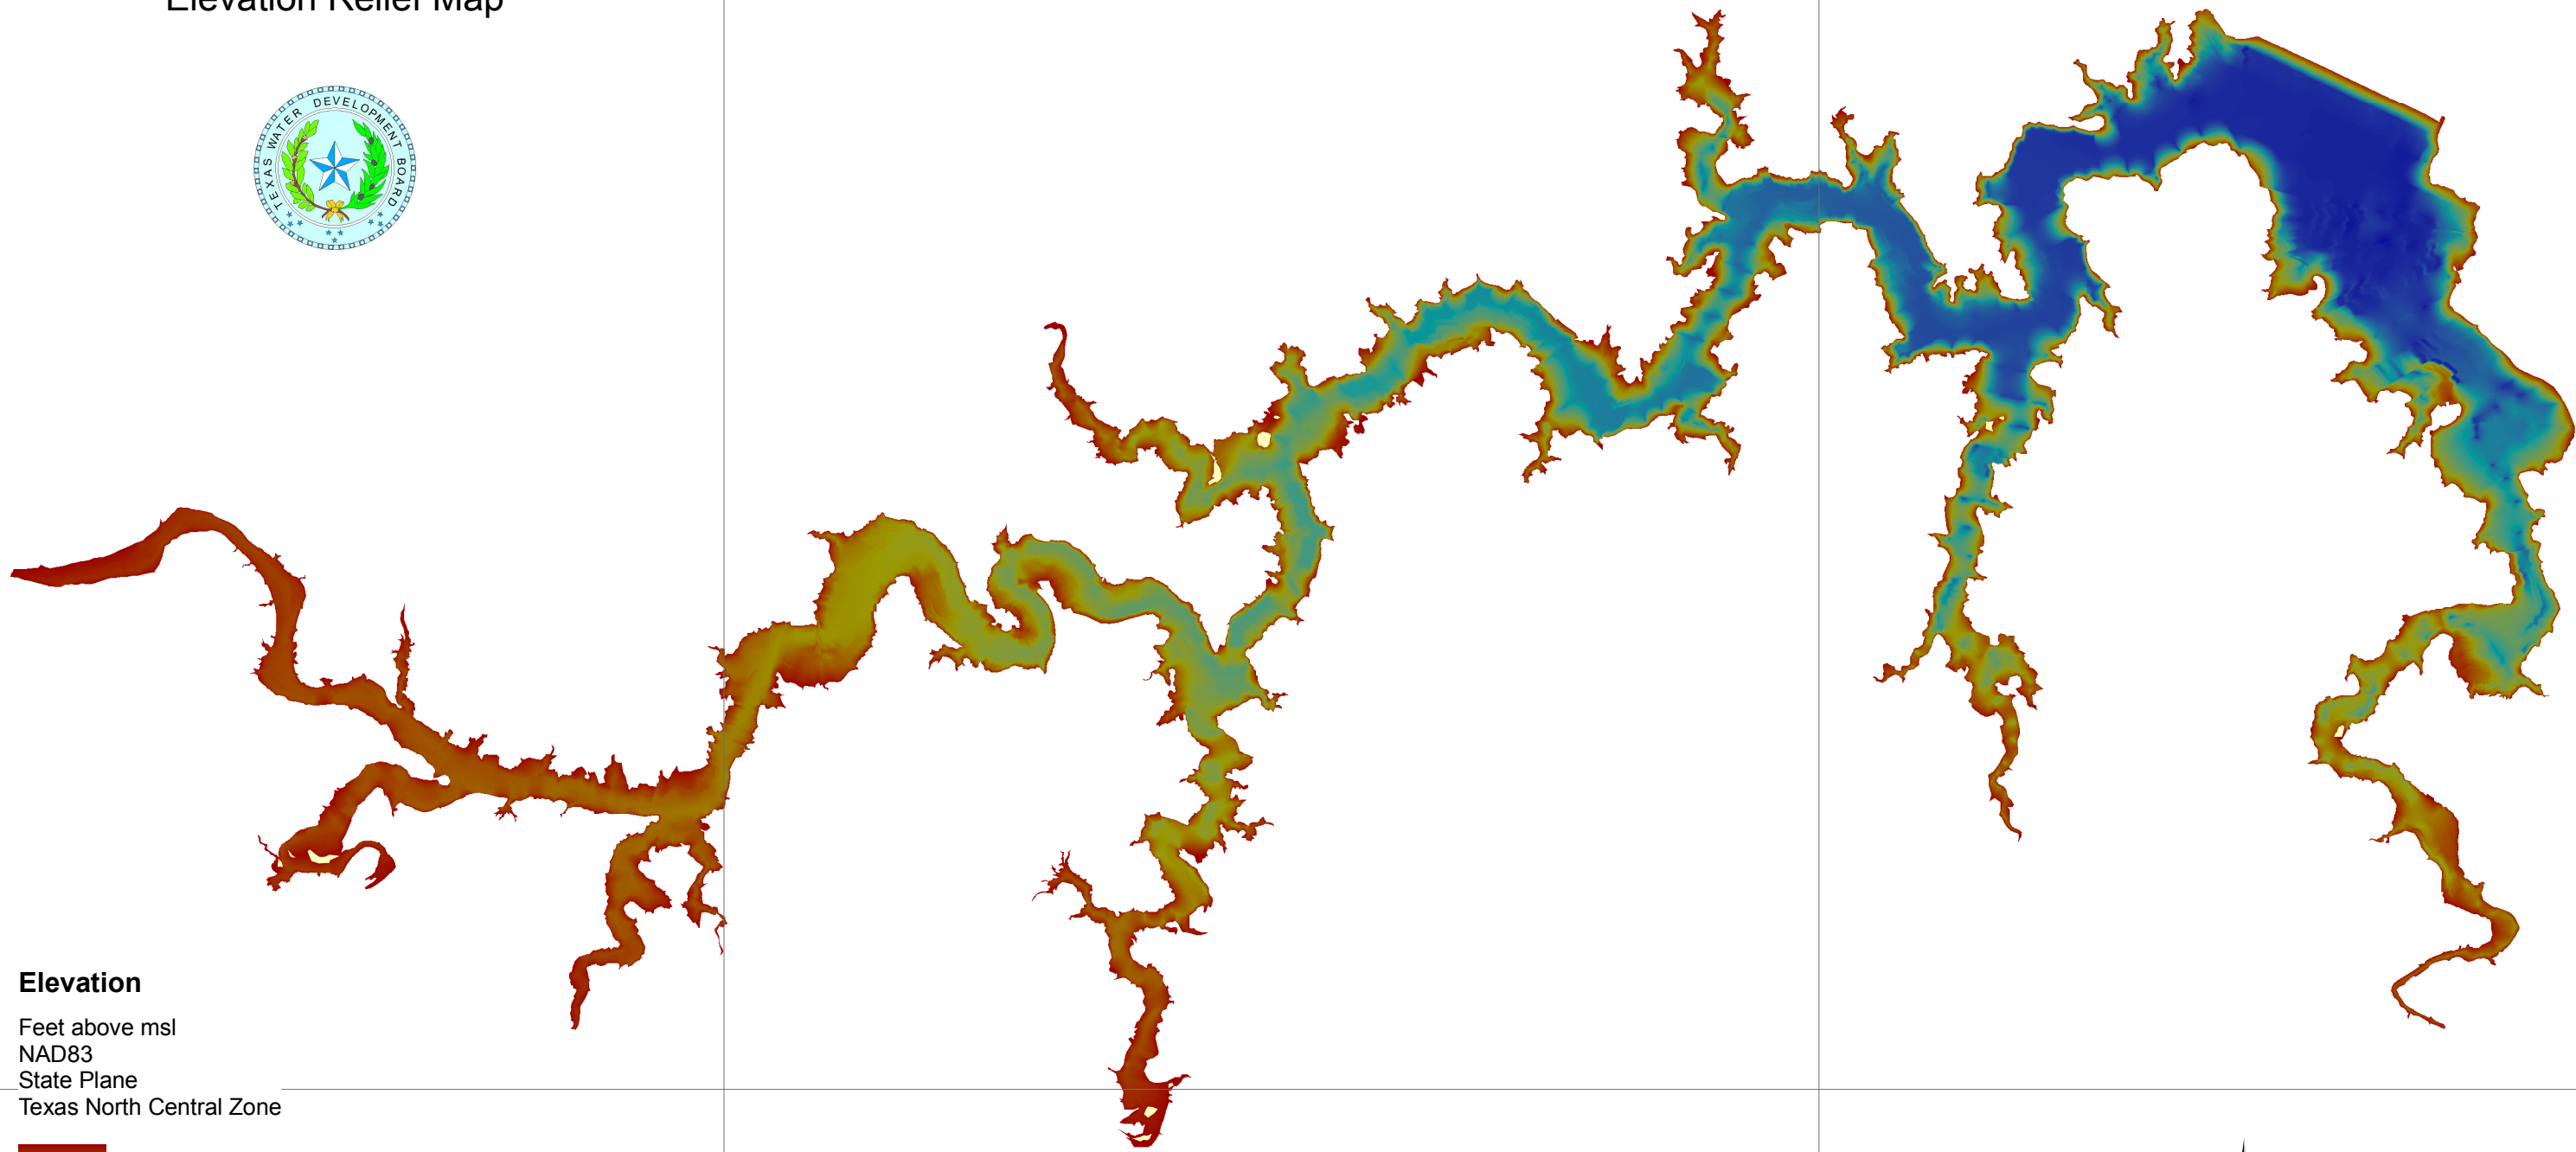 Elevation Relief Map
TEXAS WATER DEVELOPMENT BOARD
Elevation
Feet above msl
NAD83
State Plane
Texas North Central Zone